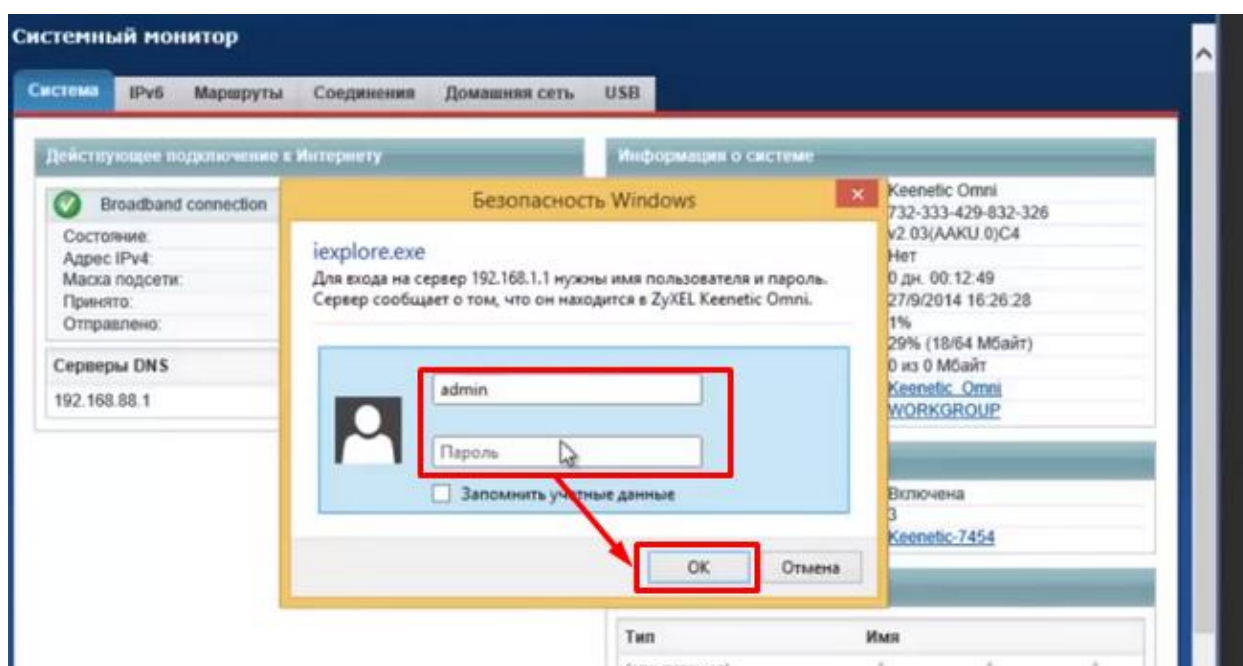 Системный монитор
Система IPv6 Маршруты Соединения Домашняя сеть USB
Действующее подключение к Интернету
Broadband connection
Состояние:
Адрес IPv4:
Маска подсети:
Принято:
Отправлено:
Серверы DNS
192.168.88.1
Информация о системе
Keenetic Omni
732-333-429-832-326
v2.03(AAKU.0)C4
Нет
0 дн. 00:12:49
27/9/2014 16:26:28
1%
29% (18/64 Мбайт)
0 из 0 Мбайт
Keenetic_Omni
WORKGROUP
Включена
3
Keenetic-7454
Тип Имя
Безопасность Windows
iexplore.exe
Для входа на сервер 192.168.1.1 нужны имя пользователя и пароль.
Сервер сообщает о том, что он находится в ZyXEL Keenetic Omni.
admin
Пароль
Запомнить учетные данные
ОК Отмена